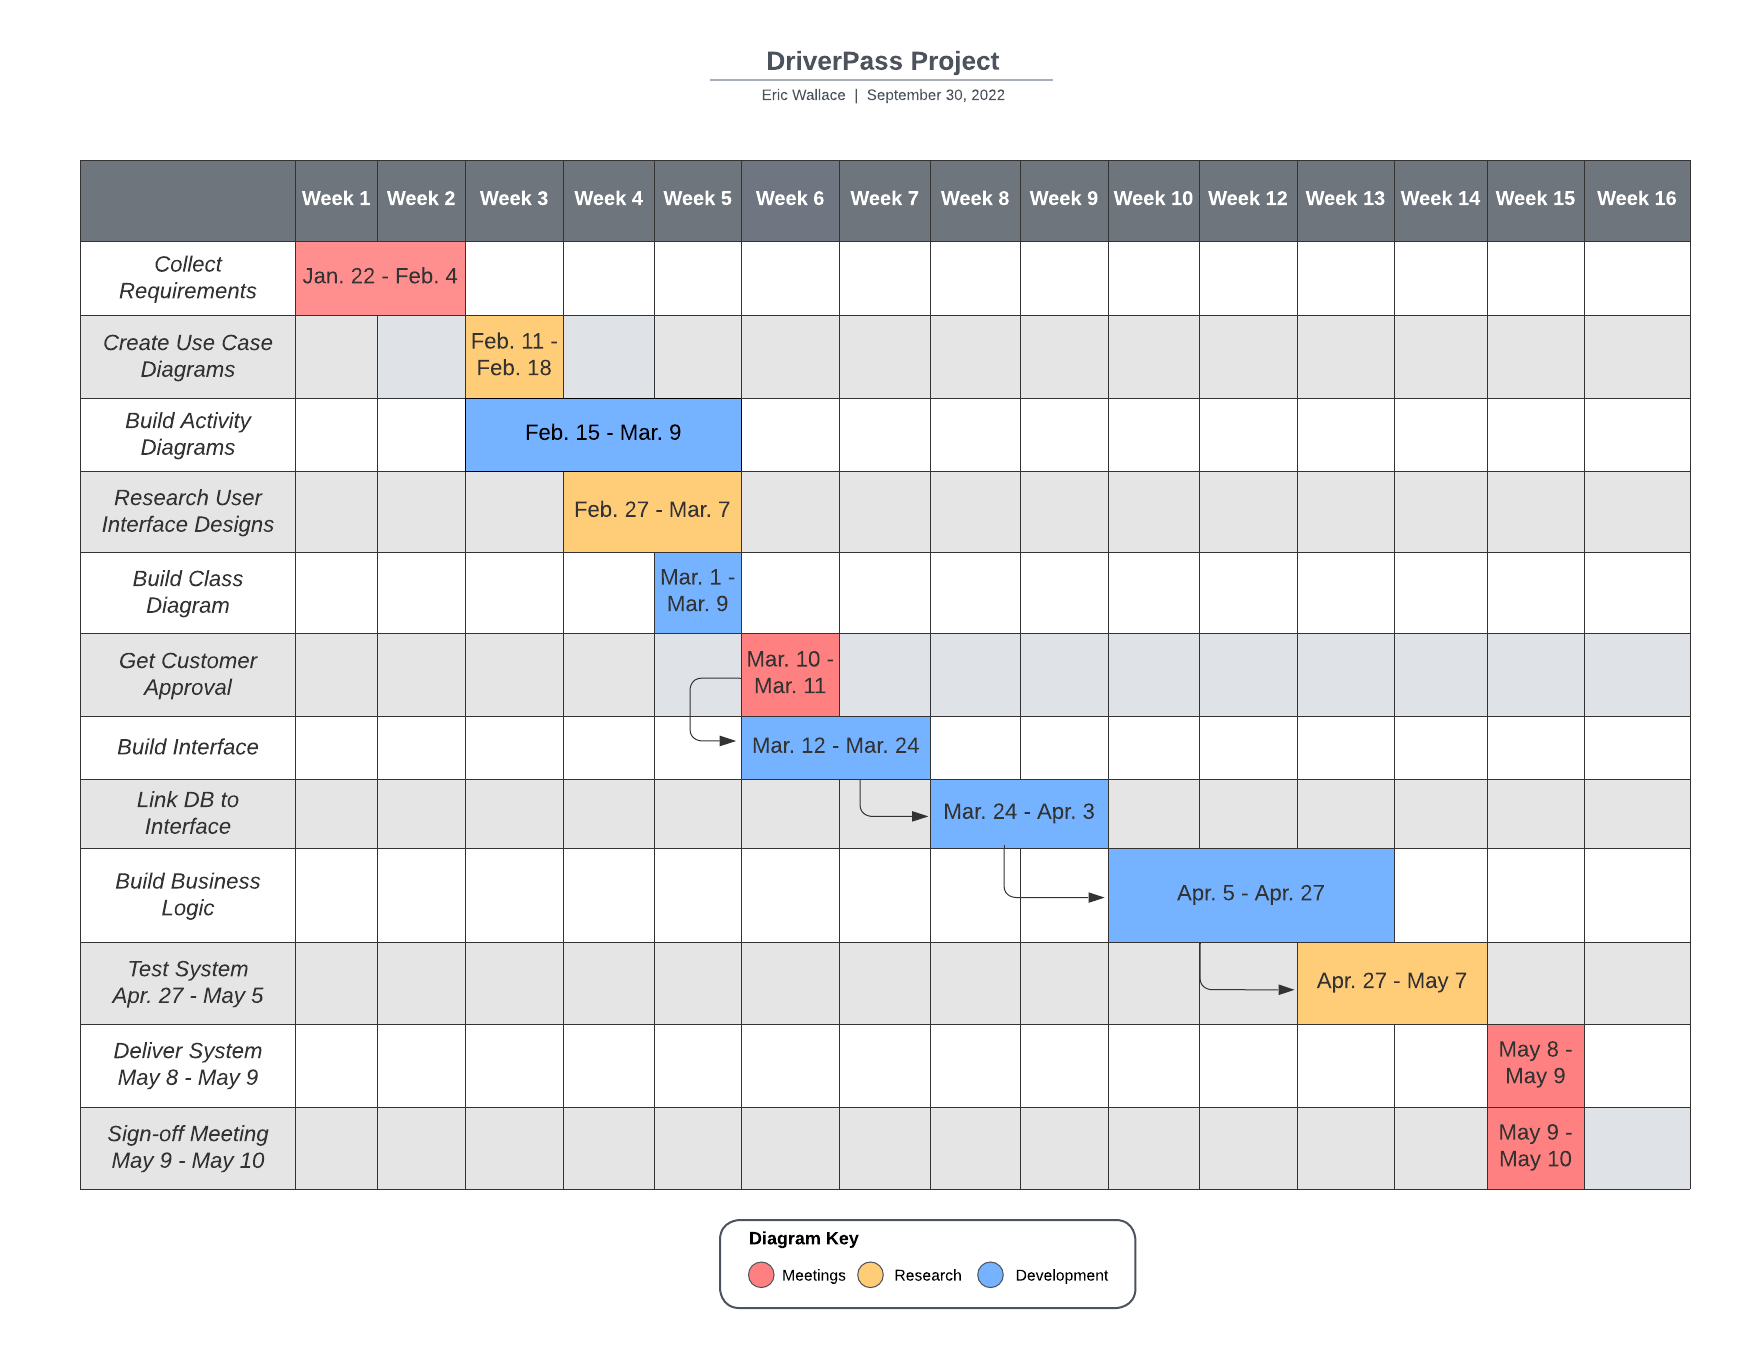 DriverPass Project
Eric Wallace | September 30, 2022
Week 1 Week 2 Week 3 Week 4 Week 5 Week 6 Week 7 Week 8 Week 9 Week 10 Week 12 Week 13 Week 14 Week 15 Week 16
Collect
Requirements
Jan. 22 - Feb. 4
Create Use Case
Diagrams
Feb. 11 -
Feb. 18
Build Activity
Diagrams
Feb. 15 - Mar. 9
Research User
Interface Designs
Feb. 27 - Mar. 7
Build Class
Diagram
Mar. 1 -
Mar. 9
Get Customer
Approval
Mar. 10 -
Mar. 11
Build Interface
Mar. 12 - Mar. 24
Link DB to
Interface
Mar. 24 - Apr. 3
Build Business
Logic
Apr. 5 - Apr. 27
Test System
Apr. 27 - May 5
Apr. 27 - May 7
Deliver System
May 8 - May 9
May 8 -
May 9
Sign-off Meeting
May 9 - May 10
May 9 -
May 10
Diagram Key
Meetings Research Development